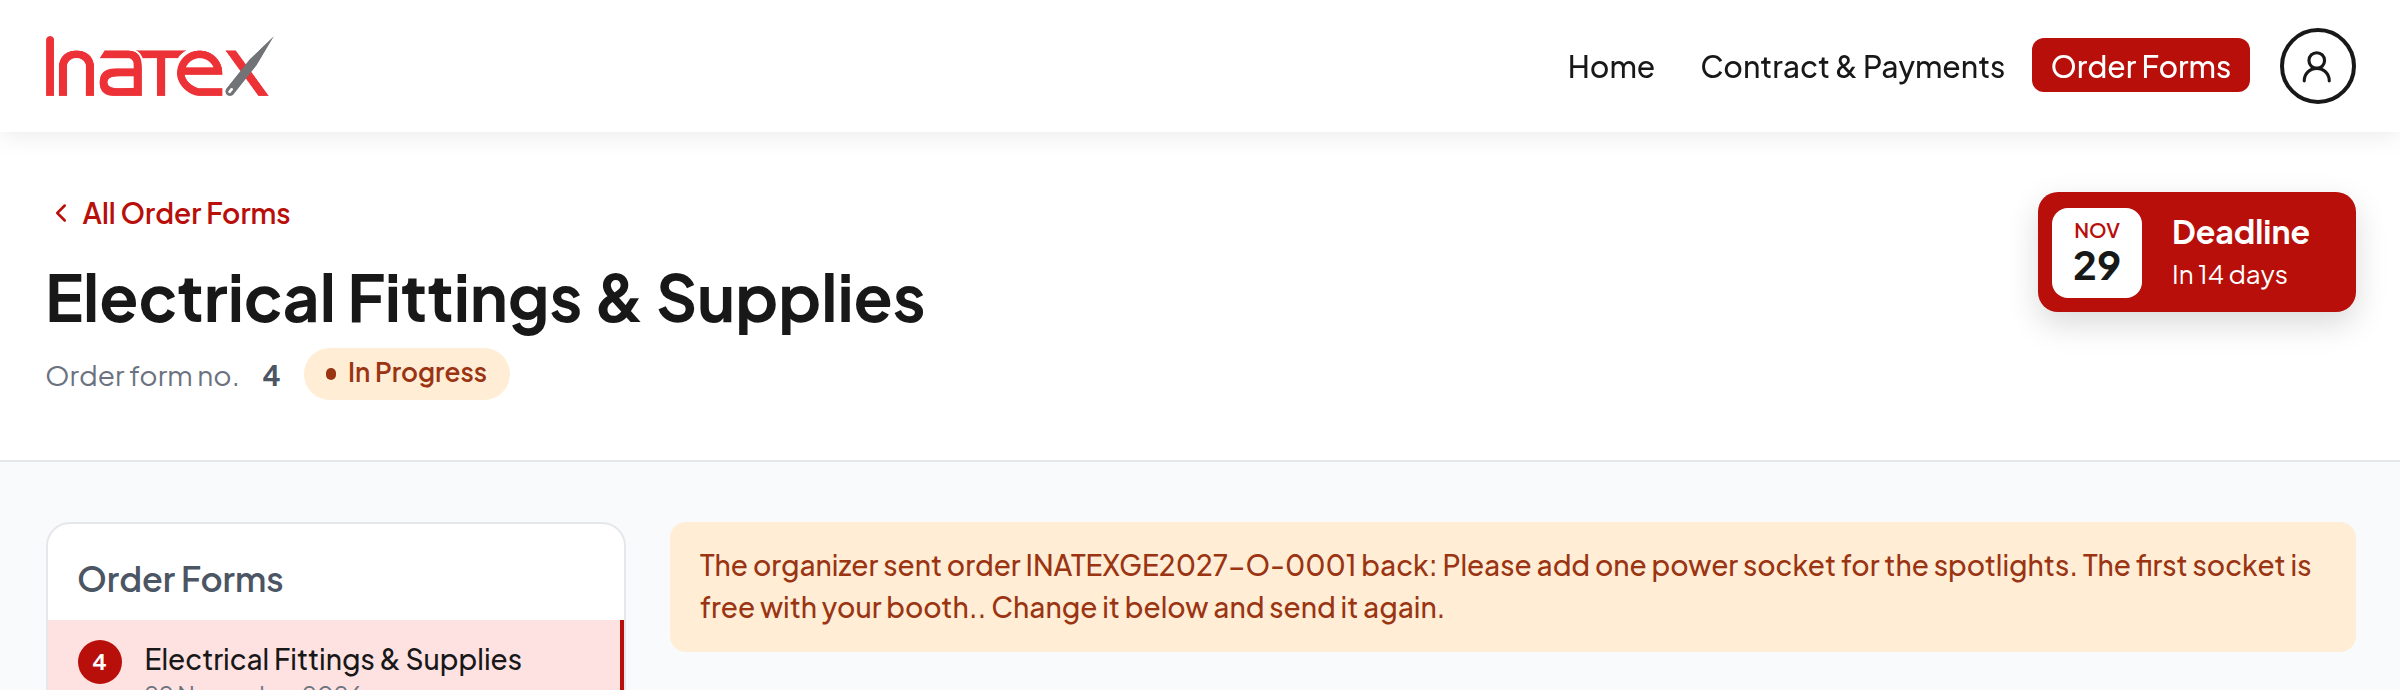 Inatex
Home Contract & Payments Order Forms
All Order Forms
Electrical Fittings & Supplies
Order form no. 4 In Progress
NOV
29
Deadline
In 14 days
Order Forms
4 Electrical Fittings & Supplies
The organizer sent order INATEXGE2027-O-0001 back: Please add one power socket for the spotlights. The first socket is
free with your booth.. Change it below and send it again.